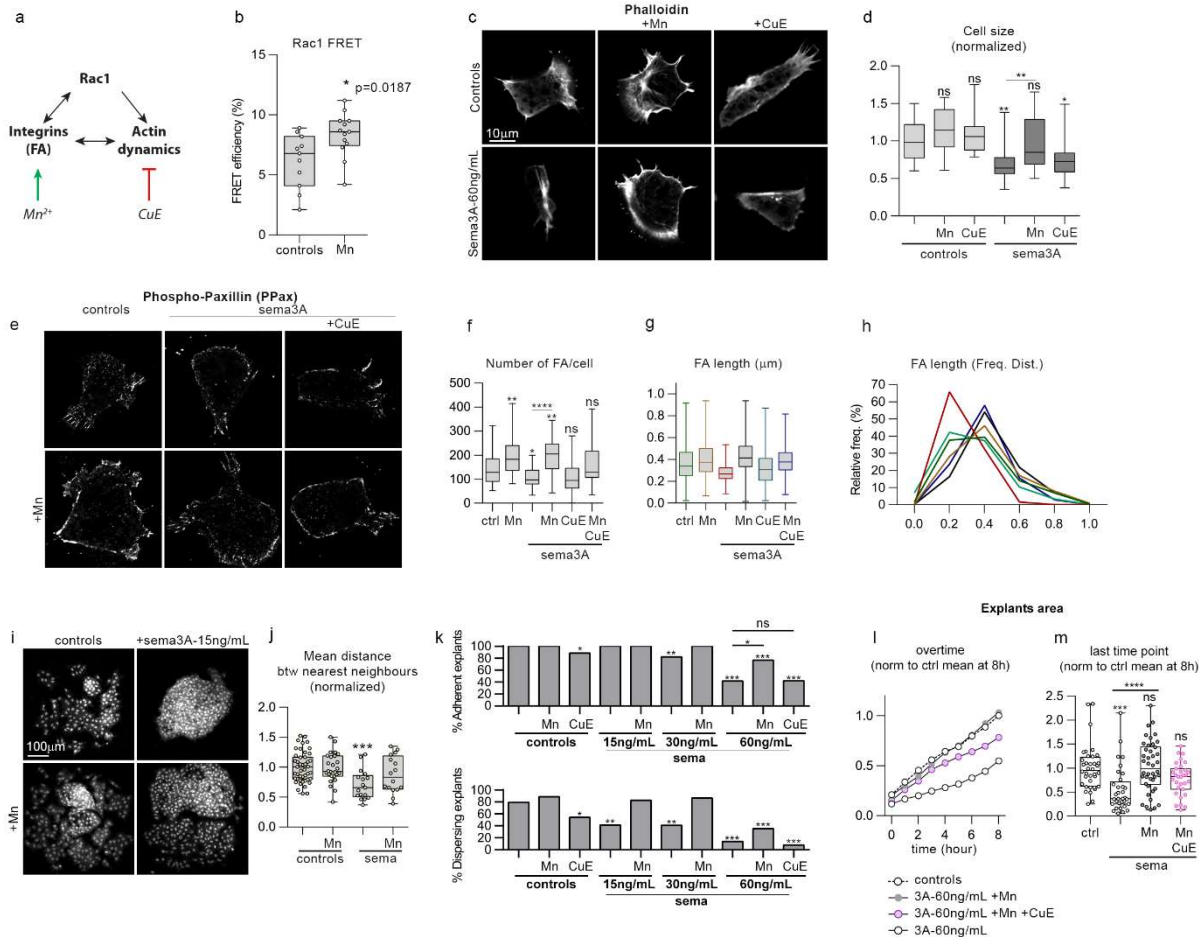 a
Rac1
Integrins
(FA)
Actin
dynamics
Mn2+
CuE
b
Rac1 FRET
FRET efficiency (%)
15
10
5
0
*
p=0.0187
controls
Mn
c
Phalloidin
+Mn
+CuE
Controls
10μm
Sema3A-60ng/mL
d
Cell size
(normalized)
2.0
1.5
1.0
0.5
0.0
ns
ns
**
**
ns
*
Mn CuE
Mn CuE
controls
sema3A
e
Phospho-Paxillin (PPax)
controls
sema3A
+CuE
+Mn
f
Number of FA/cell
500
400
300
200
100
0
**
*
****
**
ns
ns
ctrl Mn
Mn CuE Mn
CuE
sema3A
g
FA length (μm)
1.0
0.8
0.6
0.4
0.2
0.0
ctrl Mn
Mn CuE Mn
CuE
sema3A
h
FA length (Freq. Dist.)
Relative freq. (%)
70
60
50
40
30
20
10
0
0.0 0.2 0.4 0.6 0.8 1.0
i
controls
+sema3A-15ng/mL
100μm
+Mn
j
Mean distance
btw nearest neighbours
(normalized)
2.0
1.5
1.0
0.5
0.0
***
Mn
Mn
controls
sema
k
% Adherent explants
100
80
60
40
20
0
*
**
***
*
***
ns
***
Mn CuE
Mn
Mn
Mn CuE
controls
15ng/mL
30ng/mL
60ng/mL
sema
% Dispersing explants
100
80
60
40
20
0
*
**
**
***
***
***
Mn CuE
Mn
Mn
Mn CuE
controls
15ng/mL
30ng/mL
60ng/mL
sema
Explants area
l
overtime
(norm to ctrl mean at 8h)
1.0
0.5
0.0
0 2 4 6 8
time (hour)
controls
3A-60ng/mL +Mn
3A-60ng/mL +Mn +CuE
3A-60ng/mL
m
last time point
(norm to ctrl mean at 8h)
2.5
2.0
1.5
1.0
0.5
0.0
***
****
ns
ns
ctrl
Mn
Mn
CuE
sema